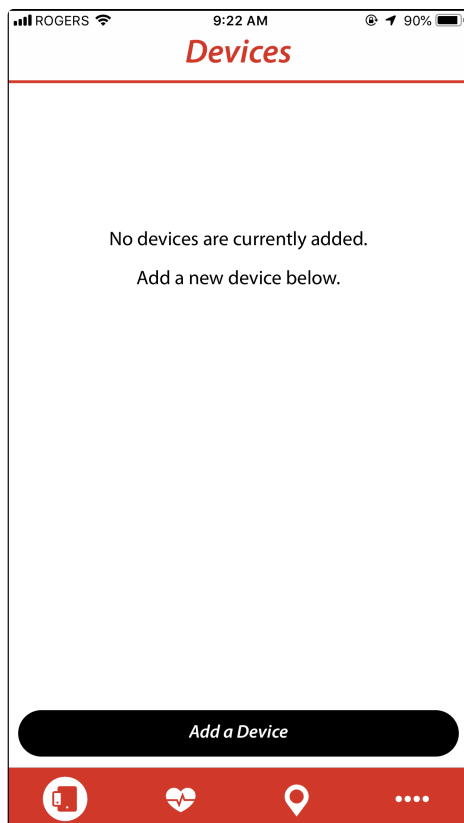 ROGERS 9:22 AM 90%
Devices
No devices are currently added.
Add a new device below.
Add a Device